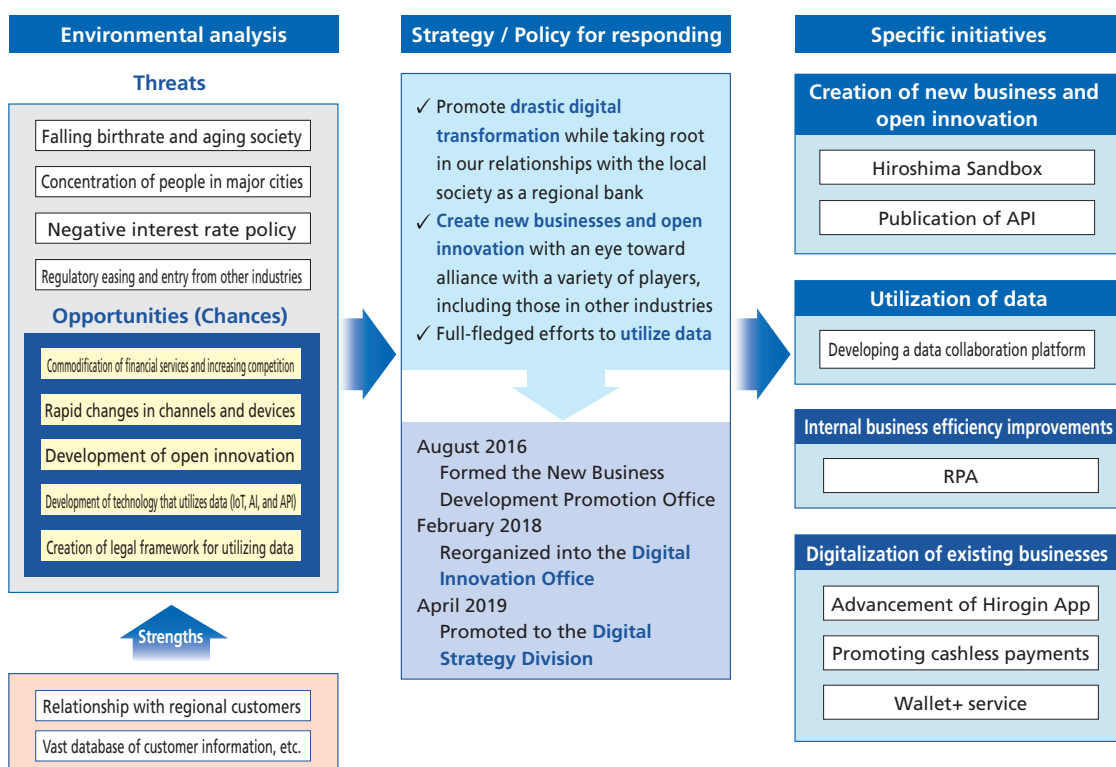 Environmental analysis
Threats
Falling birthrate and aging society
Concentration of people in major cities
Negative interest rate policy
Regulatory easing and entry from other industries
Opportunities (Chances)
Commodification of financial services and increasing competition
Rapid changes in channels and devices
Development of open innovation
Development of technology that utilizes data (IoT, AI, and API)
Creation of legal framework for utilizing data
Strengths
Relationship with regional customers
Vast database of customer information, etc.
Strategy / Policy for responding
✓ Promote drastic digital
transformation while taking root
in our relationships with the local
society as a regional bank
✓ Create new businesses and open
innovation with an eye toward
alliance with a variety of players,
including those in other industries
✓ Full-fledged efforts to utilize data
August 2016
Formed the New Business
Development Promotion Office
February 2018
Reorganized into the Digital
Innovation Office
April 2019
Promoted to the Digital
Strategy Division
Specific initiatives
Creation of new business and
open innovation
Hiroshima Sandbox
Publication of API
Utilization of data
Developing a data collaboration platform
Internal business efficiency improvements
RPA
Digitalization of existing businesses
Advancement of Hirogin App
Promoting cashless payments
Wallet+ service